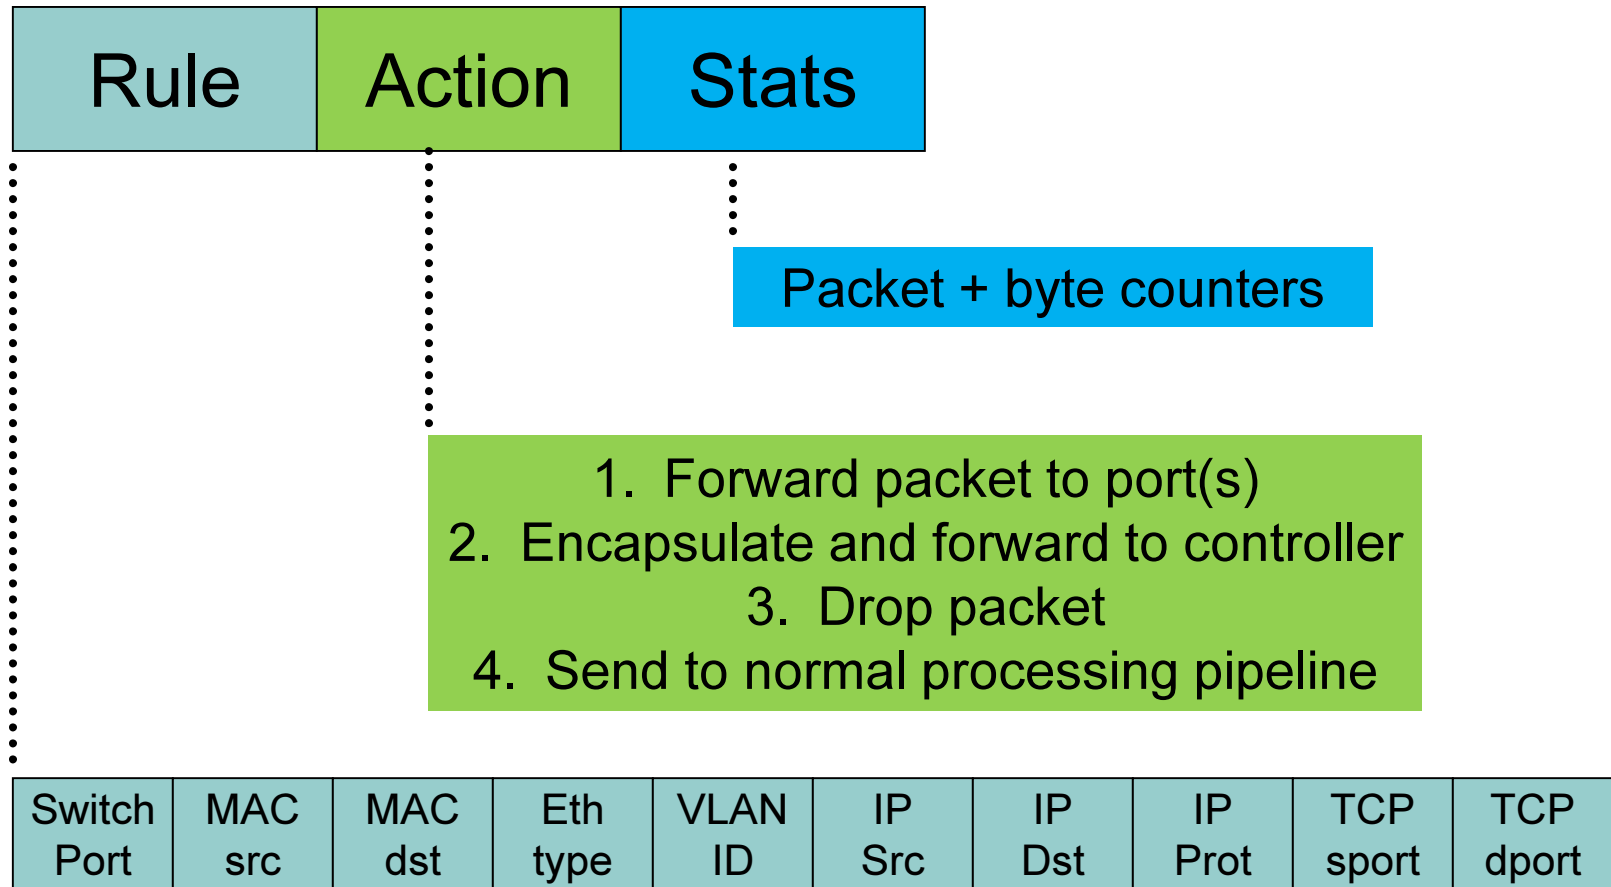 Rule Action Stats
Packet + byte counters
1. Forward packet to port(s)
2. Encapsulate and forward to controller
3. Drop packet
4. Send to normal processing pipeline
Switch MAC MAC Eth VLAN IP IP IP TCP TCP
Port src dst type ID Src Dst Prot sport dport